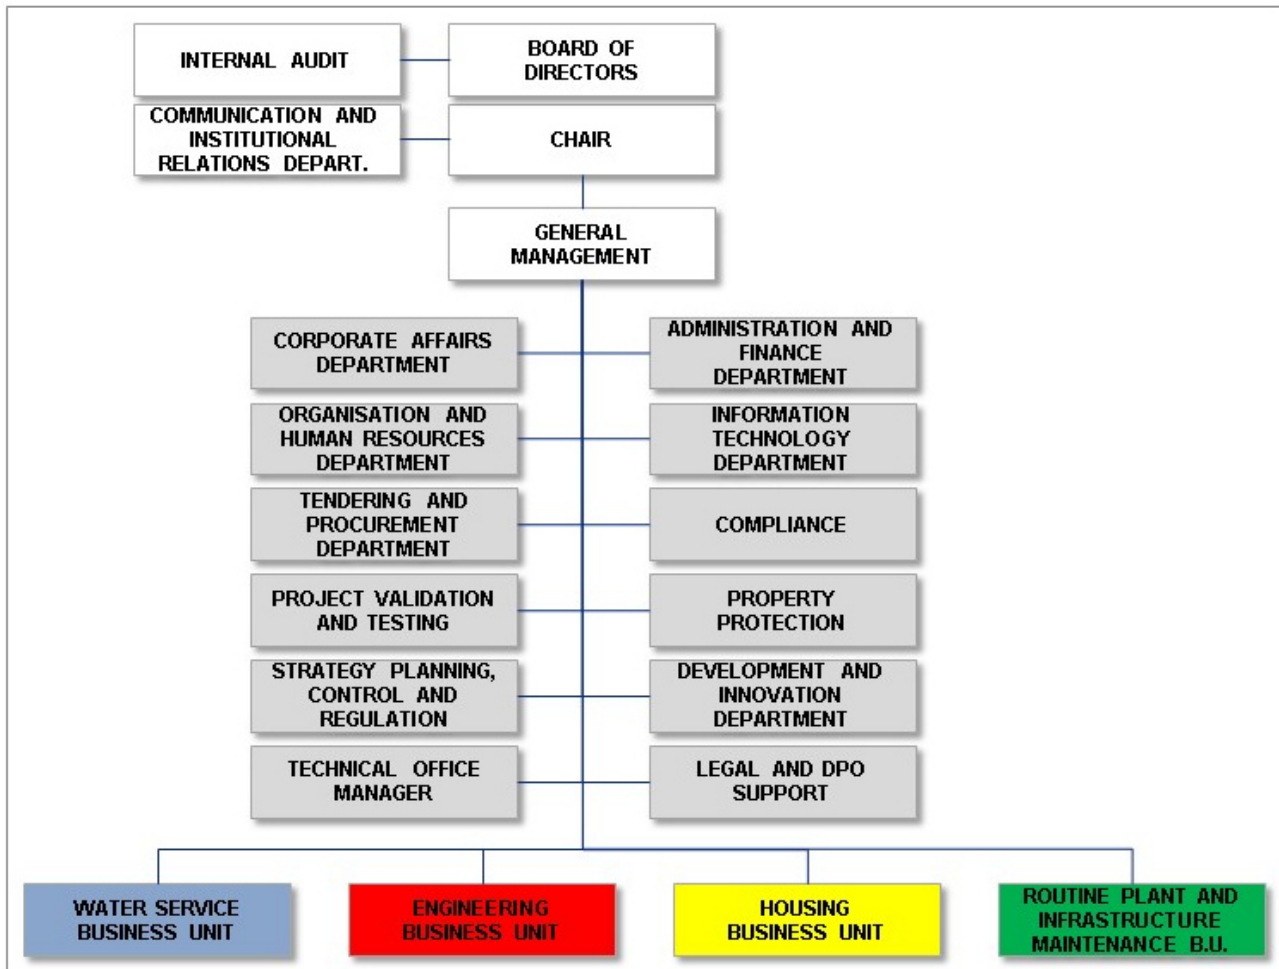 INTERNAL AUDIT
BOARD OF
DIRECTORS
COMMUNICATION AND
INSTITUTIONAL
RELATIONS DEPART.
CHAIR
GENERAL
MANAGEMENT
CORPORATE AFFAIRS
DEPARTMENT
ADMINISTRATION AND
FINANCE
DEPARTMENT
ORGANISATION AND
HUMAN RESOURCES
DEPARTMENT
INFORMATION
TECHNOLOGY
DEPARTMENT
TENDERING AND
PROCUREMENT
DEPARTMENT
COMPLIANCE
PROJECT VALIDATION
AND TESTING
PROPERTY
PROTECTION
STRATEGY PLANNING,
CONTROL AND
REGULATION
DEVELOPMENT AND
INNOVATION
DEPARTMENT
TECHNICAL OFFICE
MANAGER
LEGAL AND DPO
SUPPORT
WATER SERVICE
BUSINESS UNIT
ENGINEERING
BUSINESS UNIT
HOUSING
BUSINESS UNIT
ROUTINE PLANT AND
INFRASTRUCTURE
MAINTENANCE B.U.